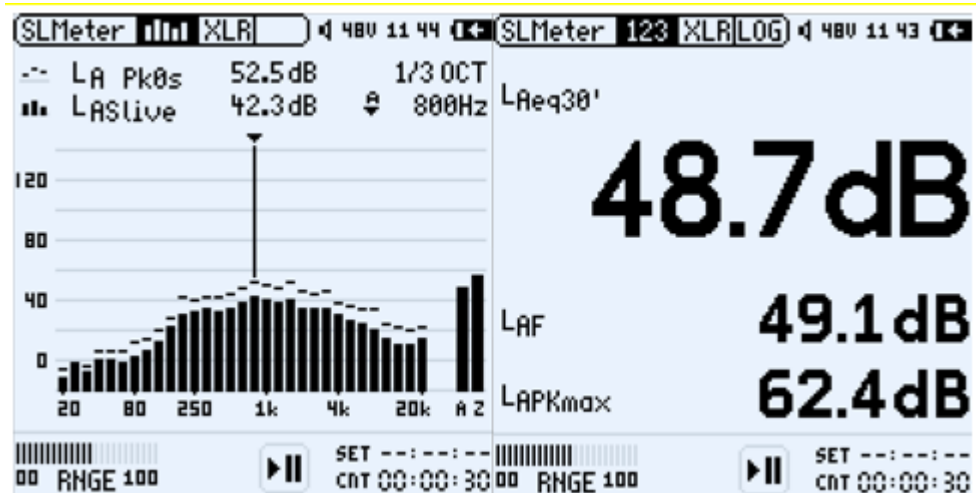 SLMeter XLR 48V 11 44
LA Pk0s 52.5dB 1/3 OCT
LASlive 42.3dB A 800Hz
120
80
40
0
20 80 250 1k 4k 20k A Z
SET --:--:--
00 RNGE 100 CNT 00:00:30
SLMeter 123 XLR LOG 48V 11 43
LAeq30'
48.7dB
LAF 49.1dB
LAPKmax 62.4dB
SET --:--:--
00 RNGE 100 CNT 00:00:30